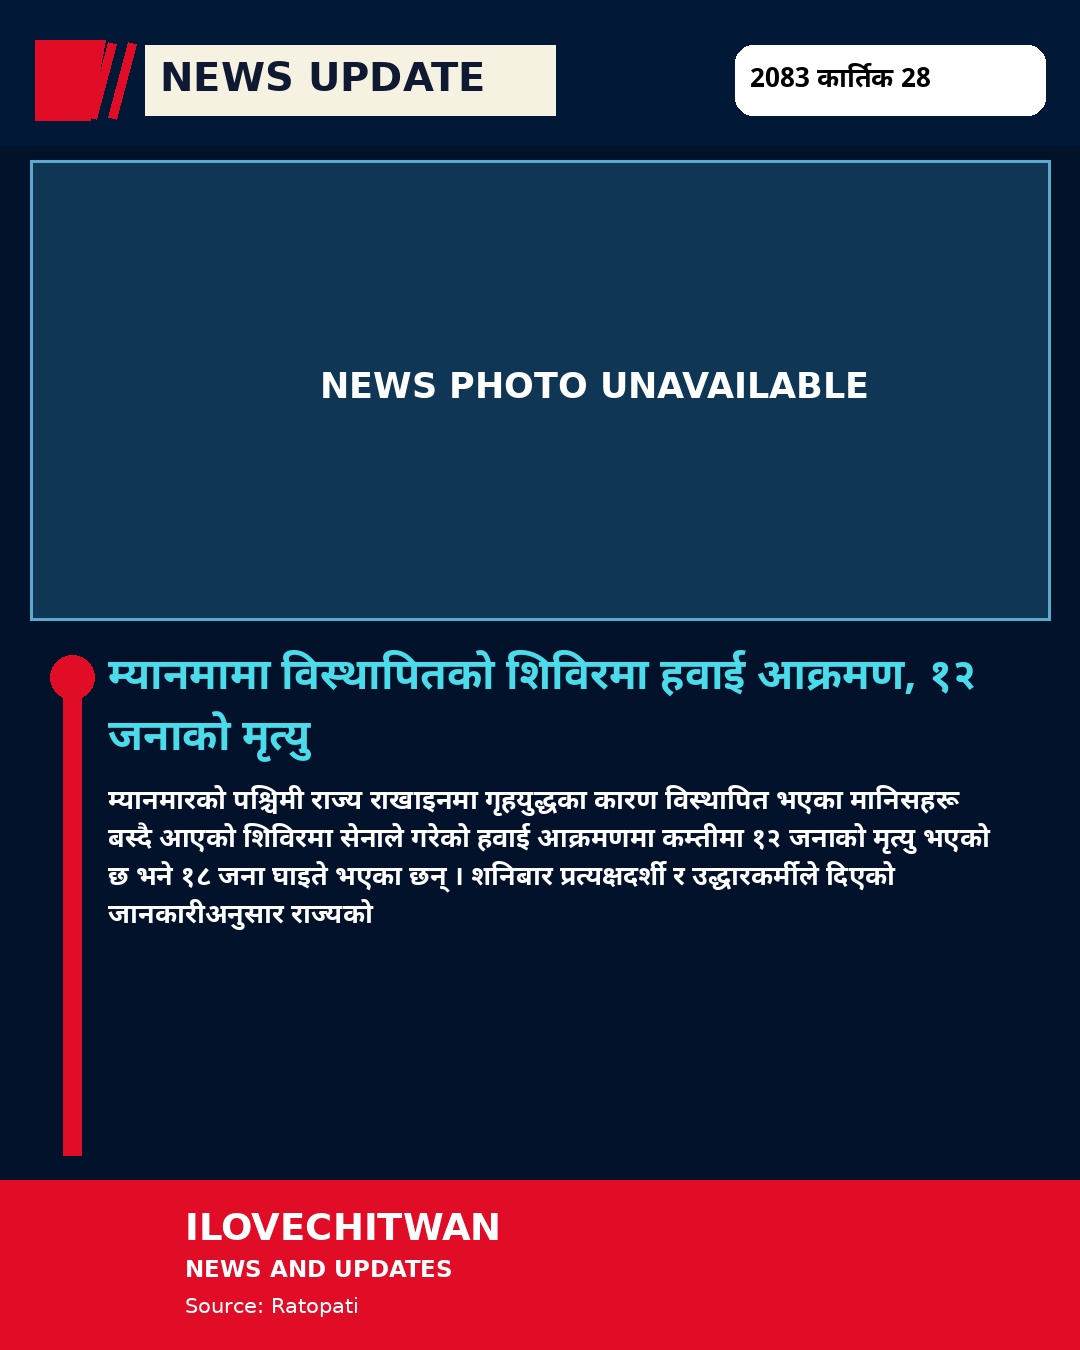 NEWS UPDATE
2083 कार्तिक 28
NEWS PHOTO UNAVAILABLE
म्यानमामा विस्थापितको शिविरमा हवाई आक्रमण, १२
जनाको मृत्यु
म्यानमारको पश्चिमी राज्य राखाइनमा गृहयुद्धका कारण विस्थापित भएका मानिसहरू
बस्दै आएको शिविरमा सेनाले गरेको हवाई आक्रमणमा कम्तीमा १२ जनाको मृत्यु भएको
छ भने १८ जना घाइते भएका छन् । शनिबार प्रत्यक्षदर्शी र उद्धारकर्मीले दिएको
जानकारीअनुसार राज्यको
ILOVECHITWAN
NEWS AND UPDATES
Source: Ratopati